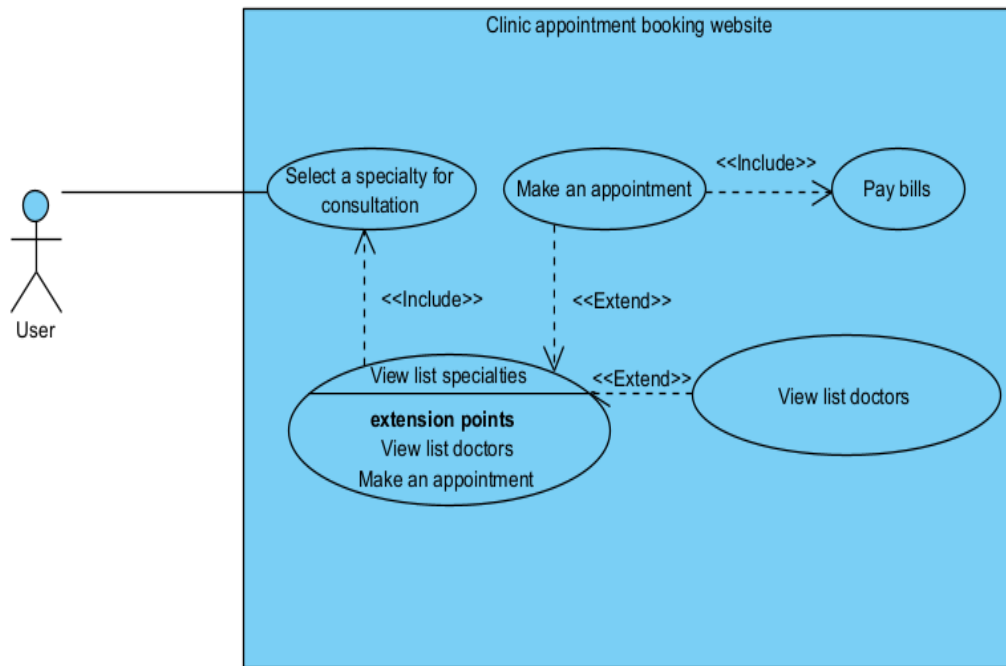 Clinic appointment booking website
Select a specialty for
consultation
Make an appointment
<<Include>>
Pay bills
User
<<Include>>
<<Extend>>
View list specialties
extension points
View list doctors
Make an appointment
<<Extend>>
View list doctors